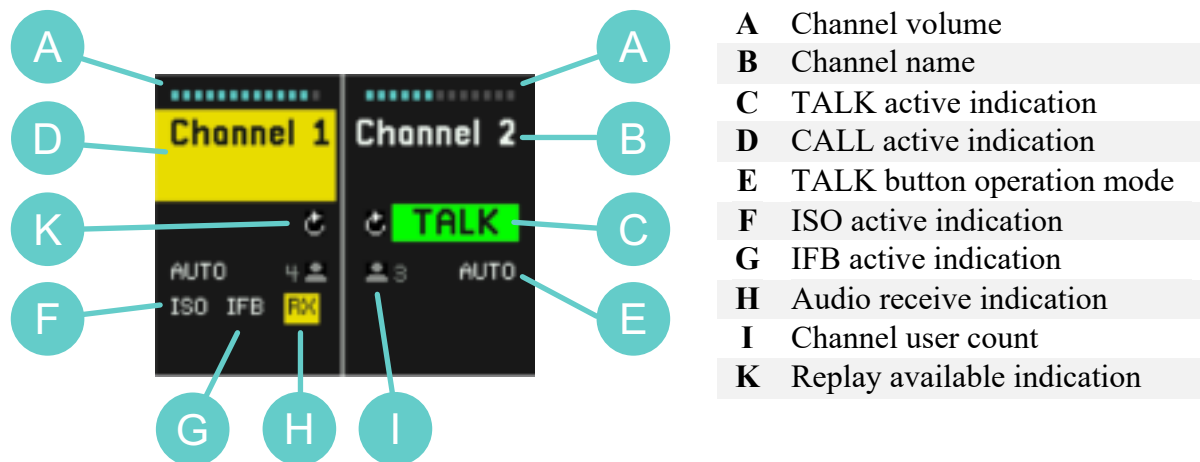 A
A
Channel 1
Channel 2
D
B
K
TALK
C
AUTO
4
3
AUTO
ISO IFB RX
F
E
G
H
I
A Channel volume
B Channel name
C TALK active indication
D CALL active indication
E TALK button operation mode
F ISO active indication
G IFB active indication
H Audio receive indication
I Channel user count
K Replay available indication